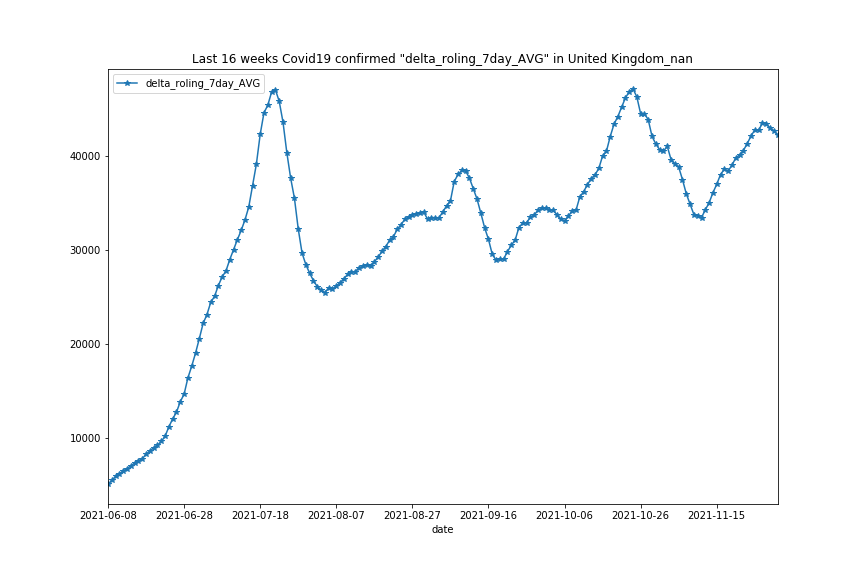 Last 16 weeks Covid19 confirmed "delta_roling_7day_AVG" in United Kingdom_nan
delta_roling_7day_AVG
40000
30000
20000
10000
2021-06-08 2021-06-28 2021-07-18 2021-08-07 2021-08-27 2021-09-16 2021-10-06 2021-10-26 2021-11-15
date